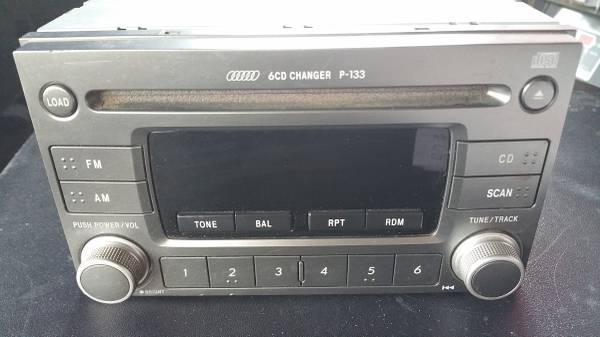 6CD CHANGER P-133
LOAD
FM
CD
AM
SCAN
TONE BAL RPT RDM
PUSH POWER/VOL
TUNE/TRACK
1 2 3 4 5 6